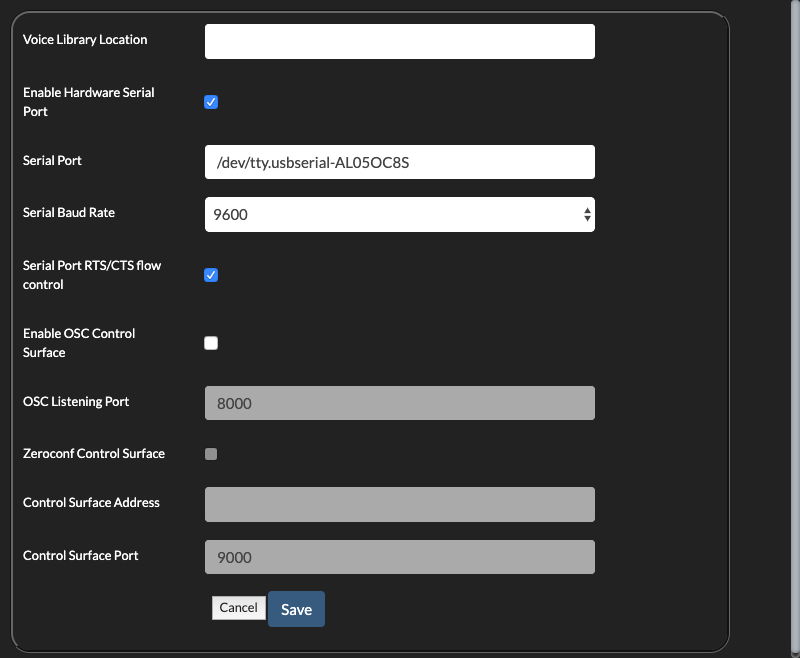 Voice Library Location
Enable Hardware Serial
Port
Serial Port
/dev/tty.usbserial-AL05OC8S
Serial Baud Rate
9600
Serial Port RTS/CTS flow
control
Enable OSC Control
Surface
OSC Listening Port
8000
Zeroconf Control Surface
Control Surface Address
Control Surface Port
9000
Cancel
Save